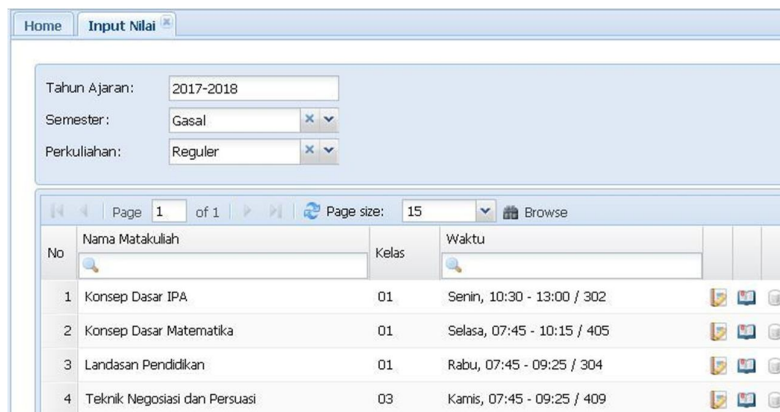 Home Input Nilai
Tahun Ajaran: 2017-2018
Semester: Gasal
Perkuliahan: Reguler
Page 1 of 1 Page size: 15 Browse
No Nama Matakuliah Kelas Waktu
1 Konsep Dasar IPA 01 Senin, 10:30 - 13:00 / 302
2 Konsep Dasar Matematika 01 Selasa, 07:45 - 10:15 / 405
3 Landasan Pendidikan 01 Rabu, 07:45 - 09:25 / 304
4 Teknik Negosiasi dan Persuasi 03 Kamis, 07:45 - 09:25 / 409